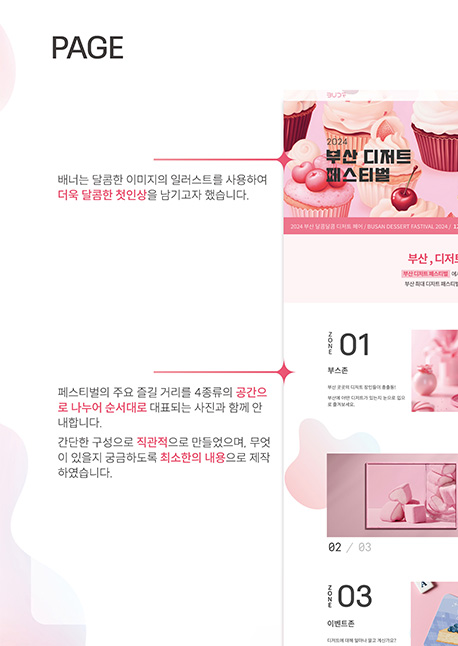 PAGE
2024
부산 디저트
페스티벌
배너는 달콤한 이미지의 일러스트를 사용하여
더욱 달콤한 첫인상을 남기고자 했습니다.
2024 부산 달콤달콤 디저트 페어 / BUSAN DESSERT FASTIVAL 2024 /
부산 , 디저트
부산 디저트 페스티벌
부산 최대 디저트 페스티벌
ZONE
01
부스존
부산 곳곳의 디저트 장인들이 총출동!
부산에 어떤 디저트가 있는지 눈으로 입으
로 즐겨보세요.
페스티벌의 주요 즐길 거리를 4종류의 공간으
로 나누어 순서대로 대표되는 사진과 함께 안
내합니다.
간단한 구성으로 직관적으로 만들었으며, 무엇
이 있을지 궁금하도록 최소한의 내용으로 제작
하였습니다.
02 / 03
ZONE
03
이벤트존
디저트에 대해 얼마나 알고 계신가요?